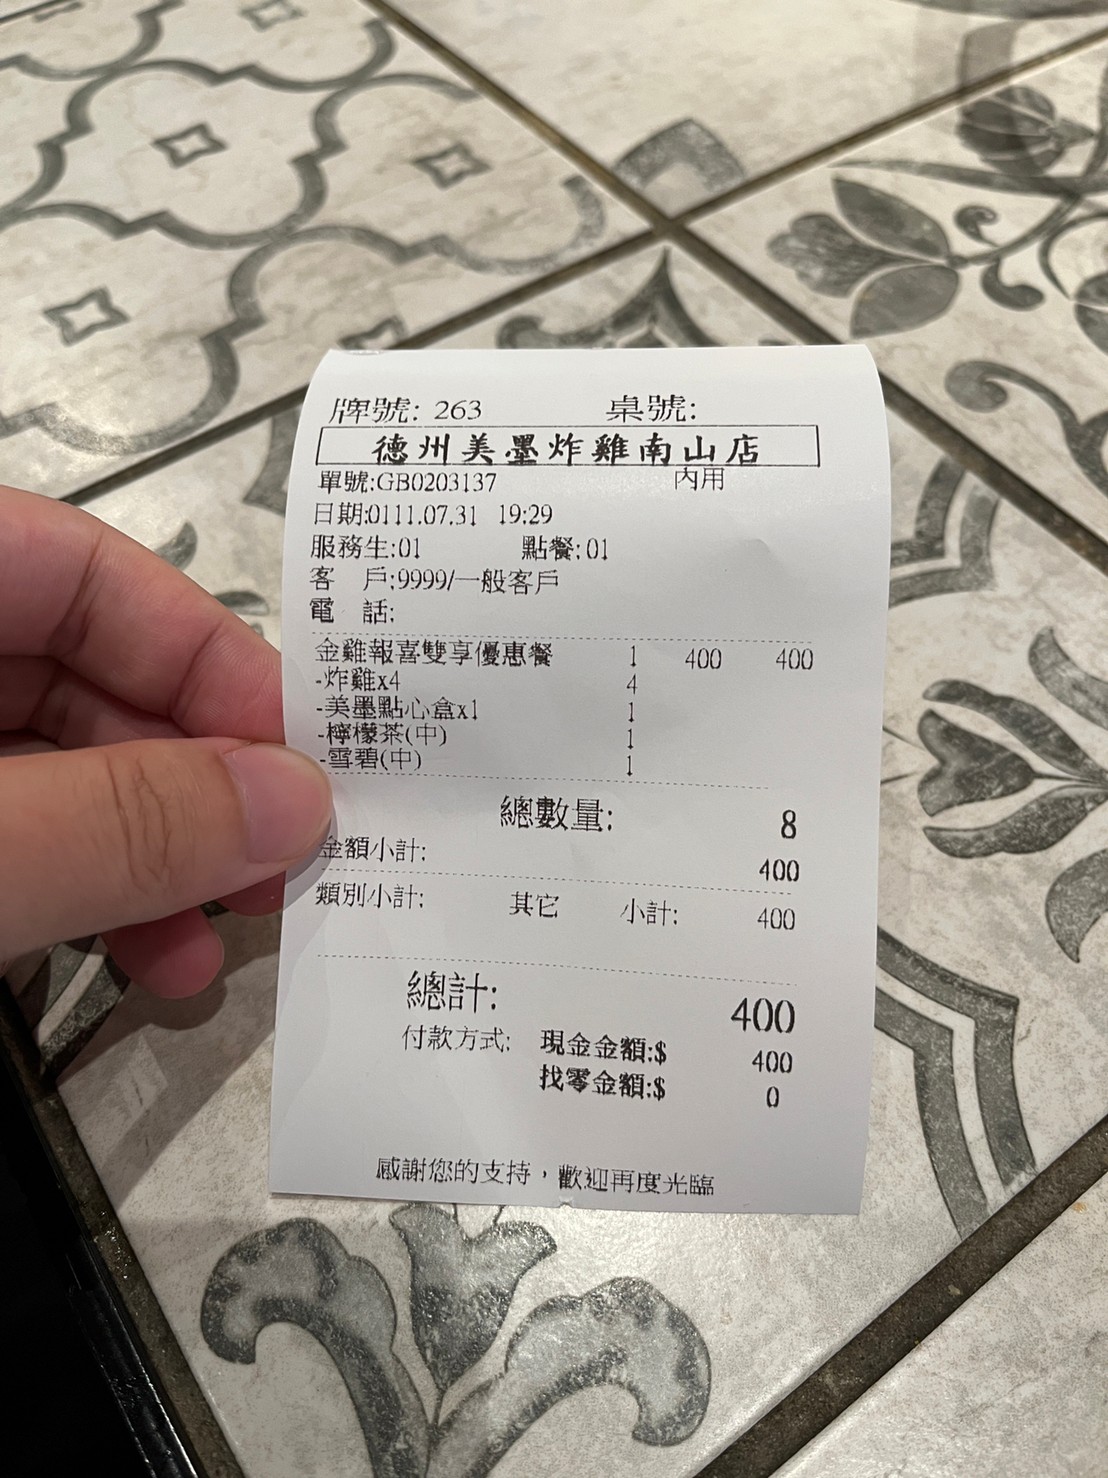 牌號: 263 桌號:
德州美墨炸雞南山店
單號:GB0203137 內用
日期:0111.07.31 19:29
服務生:01 點餐:01
客 戶:9999/一般客戶
電 話:
金雞報喜雙享優惠餐 1 400 400
-炸雞x4 4
-美墨點心盒x1 1
-檸檬茶(中) 1
-雪碧(中) 1
總數量: 8
金額小計: 400
類別小計: 其它 小計: 400
總計: 400
付款方式: 現金金額:$ 400
找零金額:$ 0
感謝您的支持，歡迎再度光臨